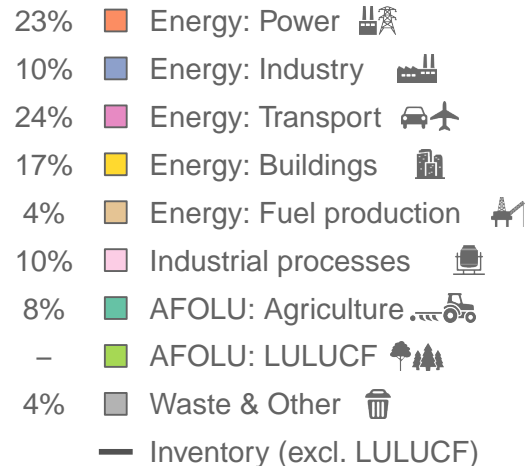 23% Energy: Power
10% Energy: Industry
24% Energy: Transport
17% Energy: Buildings
4% Energy: Fuel production
10% Industrial processes
8% AFOLU: Agriculture
– AFOLU: LULUCF
4% Waste & Other
Inventory (excl. LULUCF)